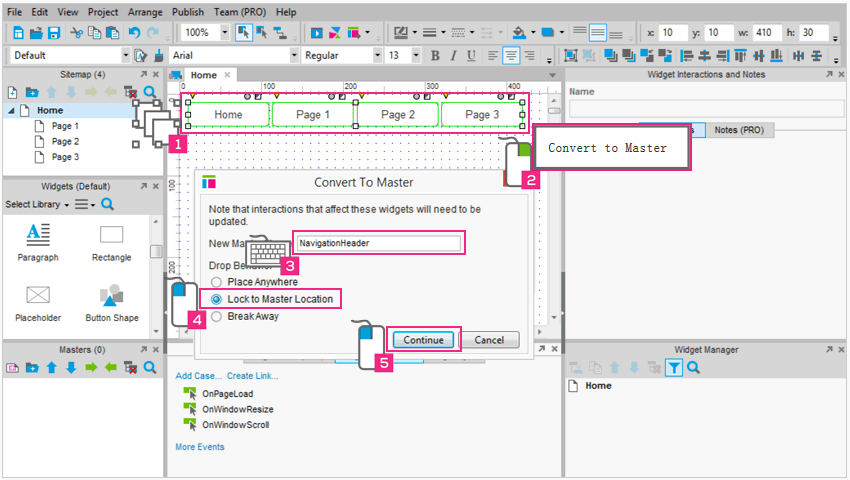 File Edit View Project Arrange Publish Team (PRO) Help
100% x: 10 y: 10 w: 410 h: 30
Default Arial Regular 13 B I U
Sitemap (4)
Home
Page 1
Page 2
Page 3
Widgets (Default)
Select Library
Paragraph
Rectangle
Placeholder
Button Shape
Masters (0)
Home
0 100 200 300 400
0
100
200
Home Page 1 Page 2 Page 3
1
2
Convert to Master
Convert To Master
Note that interactions that affect these widgets will need to be
updated.
New Mas
NavigationHeader
3
Drop Beha
Place Anywhere
4
Lock to Master Location
Break Away
5
Continue
Cancel
Add Case... Create Link...
OnPageLoad
OnWindowResize
OnWindowScroll
More Events
Widget Interactions and Notes
Name
Notes (PRO)
Widget Manager
Home